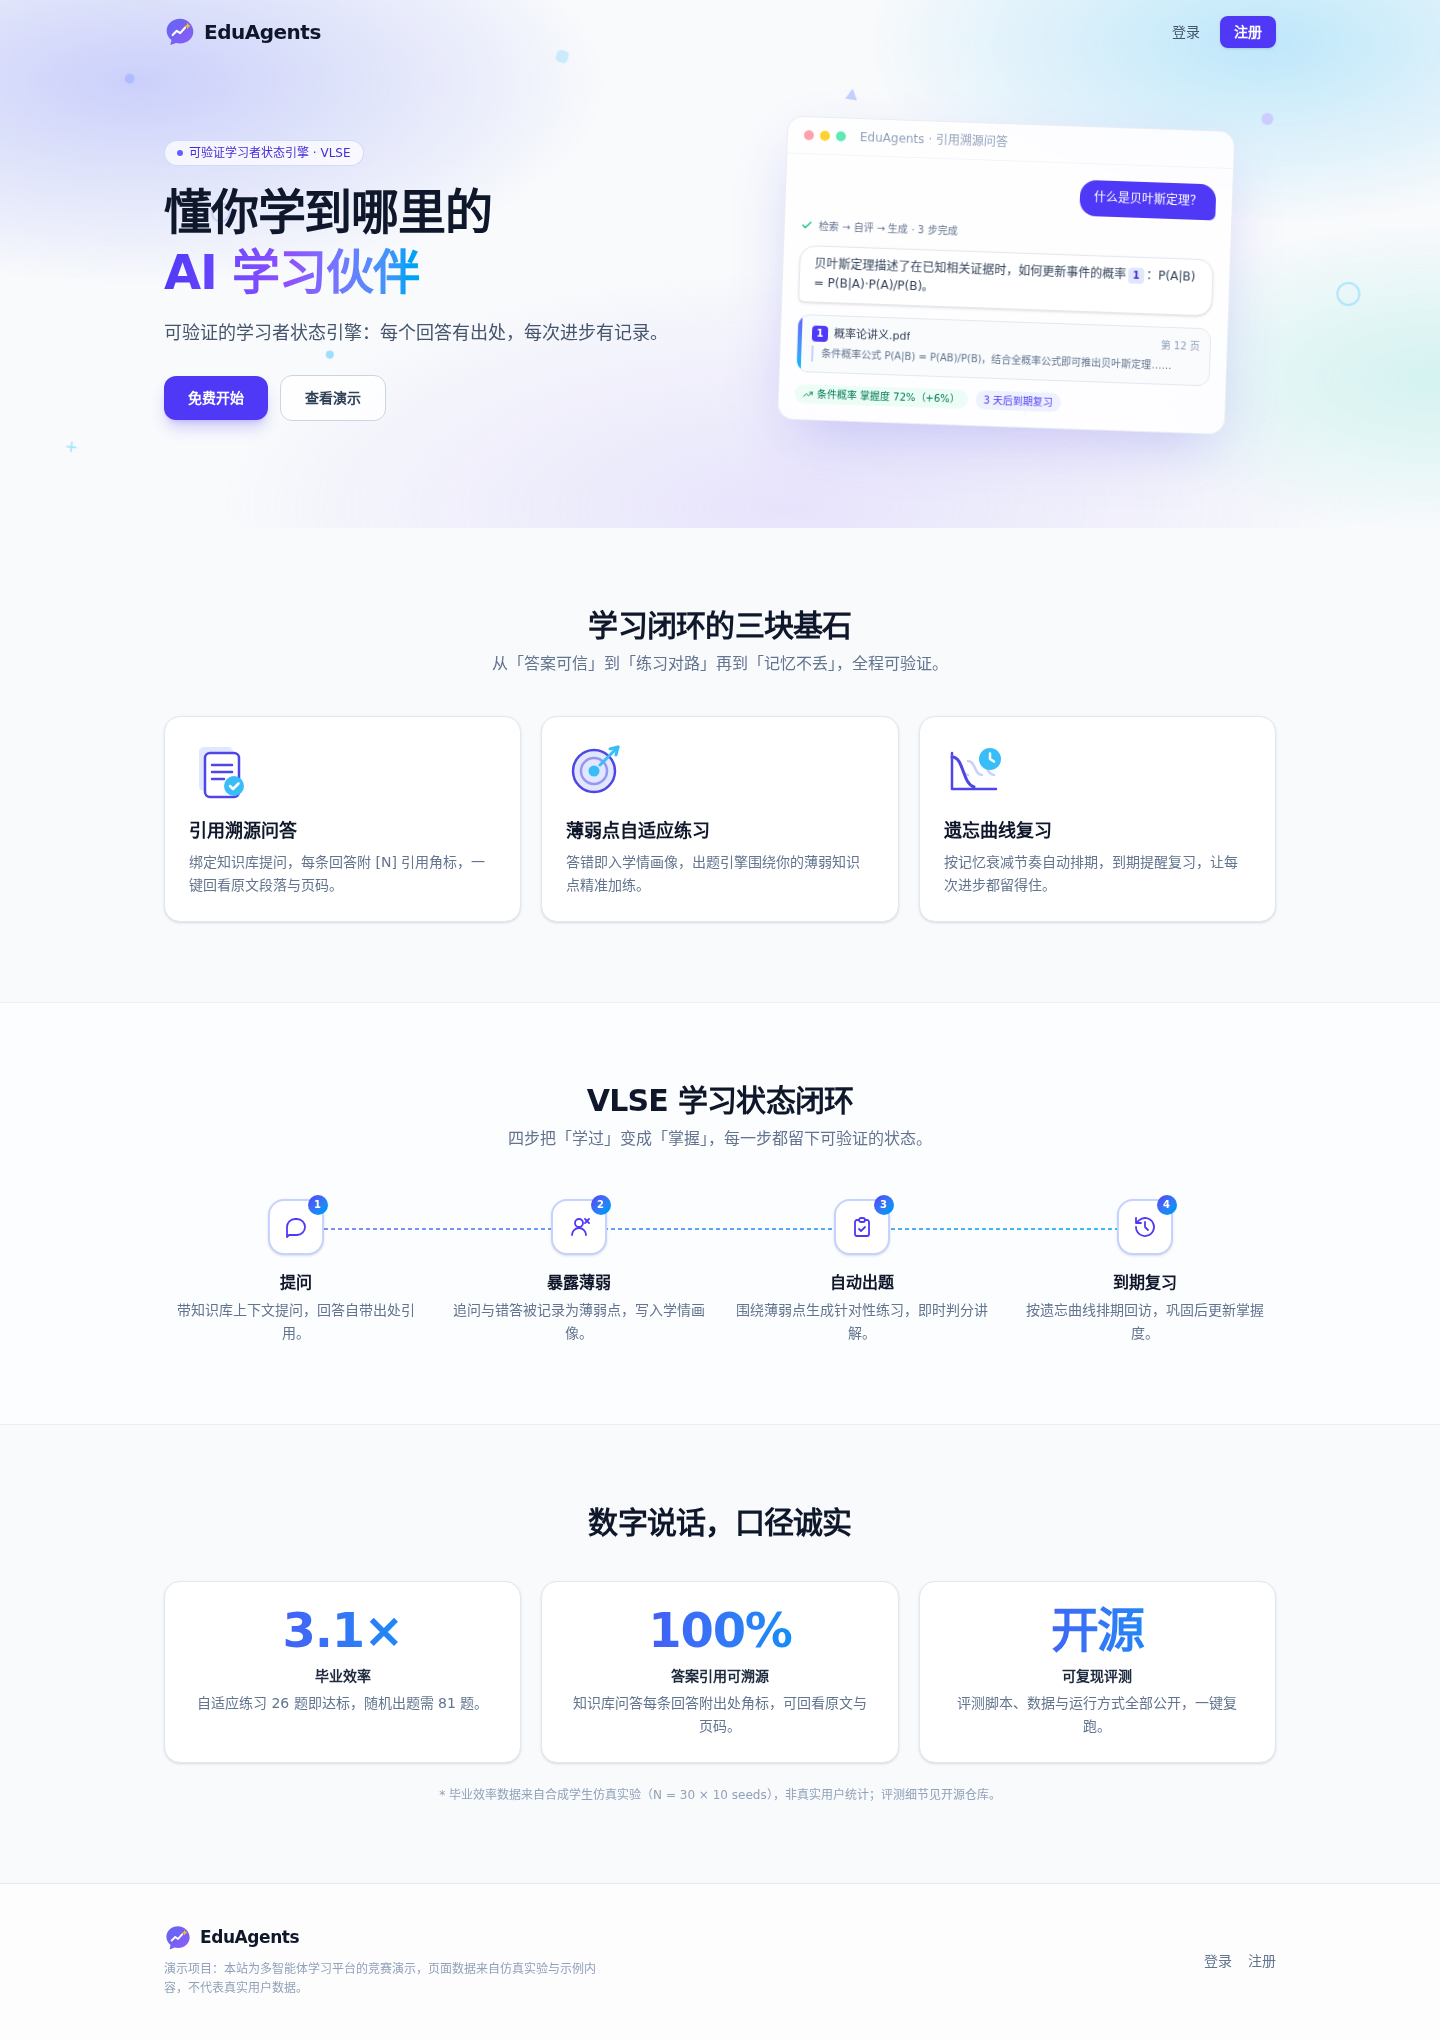 EduAgents
登录
注册
可验证学习者状态引擎 · VLSE
懂你学到哪里的
AI 学习伙伴
可验证的学习者状态引擎：每个回答有出处，每次进步有记录。
免费开始
查看演示
EduAgents · 引用溯源问答
什么是贝叶斯定理？
检索 → 自评 → 生成 · 3 步完成
贝叶斯定理描述了在已知相关证据时，如何更新事件的概率 1 ：P(A|B)
= P(B|A)·P(A)/P(B)。
1 概率论讲义.pdf
第 12 页
条件概率公式 P(A|B) = P(AB)/P(B)，结合全概率公式即可推出贝叶斯定理……
条件概率 掌握度 72%（+6%）
3 天后到期复习
学习闭环的三块基石
从「答案可信」到「练习对路」再到「记忆不丢」，全程可验证。
引用溯源问答
绑定知识库提问，每条回答附 [N] 引用角标，一
键回看原文段落与页码。
薄弱点自适应练习
答错即入学情画像，出题引擎围绕你的薄弱知识
点精准加练。
遗忘曲线复习
按记忆衰减节奏自动排期，到期提醒复习，让每
次进步都留得住。
VLSE 学习状态闭环
四步把「学过」变成「掌握」，每一步都留下可验证的状态。
1
提问
带知识库上下文提问，回答自带出处引
用。
2
暴露薄弱
追问与错答被记录为薄弱点，写入学情画
像。
3
自动出题
围绕薄弱点生成针对性练习，即时判分讲
解。
4
到期复习
按遗忘曲线排期回访，巩固后更新掌握
度。
数字说话，口径诚实
3.1×
毕业效率
自适应练习 26 题即达标，随机出题需 81 题。
100%
答案引用可溯源
知识库问答每条回答附出处角标，可回看原文与
页码。
开源
可复现评测
评测脚本、数据与运行方式全部公开，一键复
跑。
* 毕业效率数据来自合成学生仿真实验（N = 30 × 10 seeds），非真实用户统计；评测细节见开源仓库。
EduAgents
演示项目：本站为多智能体学习平台的竞赛演示，页面数据来自仿真实验与示例内
容，不代表真实用户数据。
登录
注册